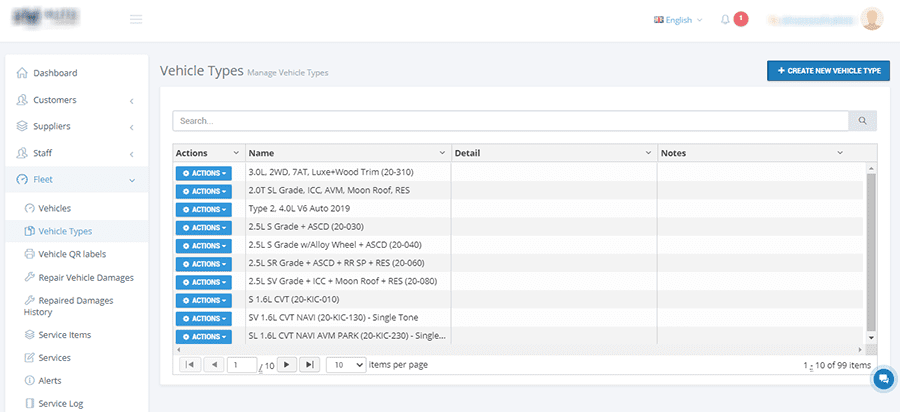 English
1
Dashboard
Customers
Suppliers
Staff
Fleet
Vehicles
Vehicle Types
Vehicle QR labels
Repair Vehicle Damages
Repaired Damages
History
Service Items
Services
Alerts
Service Log
Vehicle Types Manage Vehicle Types
+ CREATE NEW VEHICLE TYPE
Search...
Actions Name Detail Notes
ACTIONS 3.0L, 2WD, 7AT, Luxe+Wood Trim (20-310)
ACTIONS 2.0T SL Grade, ICC, AVM, Moon Roof, RES
ACTIONS Type 2, 4.0L V6 Auto 2019
ACTIONS 2.5L S Grade + ASCD (20-030)
ACTIONS 2.5L S Grade w/Alloy Wheel + ASCD (20-040)
ACTIONS 2.5L SR Grade + ASCD + RR SP + RES (20-060)
ACTIONS 2.5L SV Grade + ICC + Moon Roof + RES (20-080)
ACTIONS S 1.6L CVT (20-KIC-010)
ACTIONS SV 1.6L CVT NAVI (20-KIC-130) - Single Tone
ACTIONS SL 1.6L CVT NAVI AVM PARK (20-KIC-230) - Single...
1 / 10 10 items per page 1 - 10 of 99 items